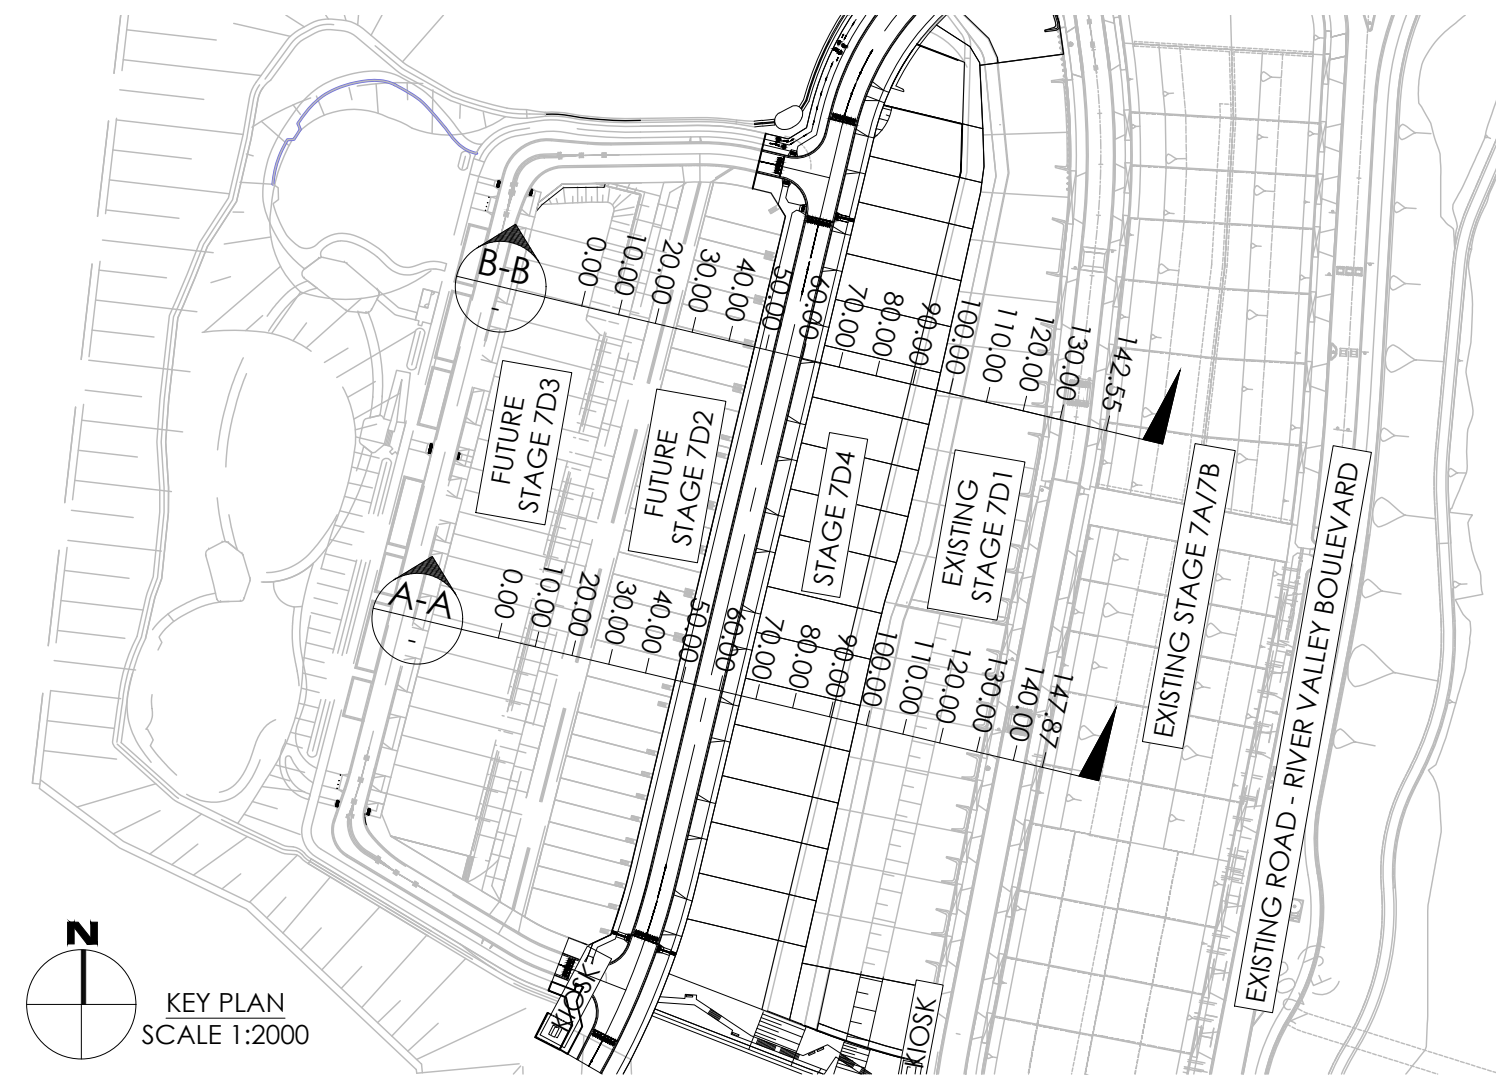 B-B
-
0.00
10.00
20.00
30.00
40.00
50.00
60.00
70.00
80.00
90.00
100.00
110.00
120.00
130.00
142.55
FUTURE
STAGE 7D3
FUTURE
STAGE 7D2
STAGE 7D4
EXISTING
STAGE 7D1
EXISTING STAGE 7A/7B
EXISTING ROAD - RIVER VALLEY BOULEVARD
A-A
-
0.00
10.00
20.00
30.00
40.00
50.00
60.00
70.00
80.00
90.00
100.00
110.00
120.00
130.00
140.00
147.87
N
KEY PLAN
SCALE 1:2000
KIOSK
KIOSK